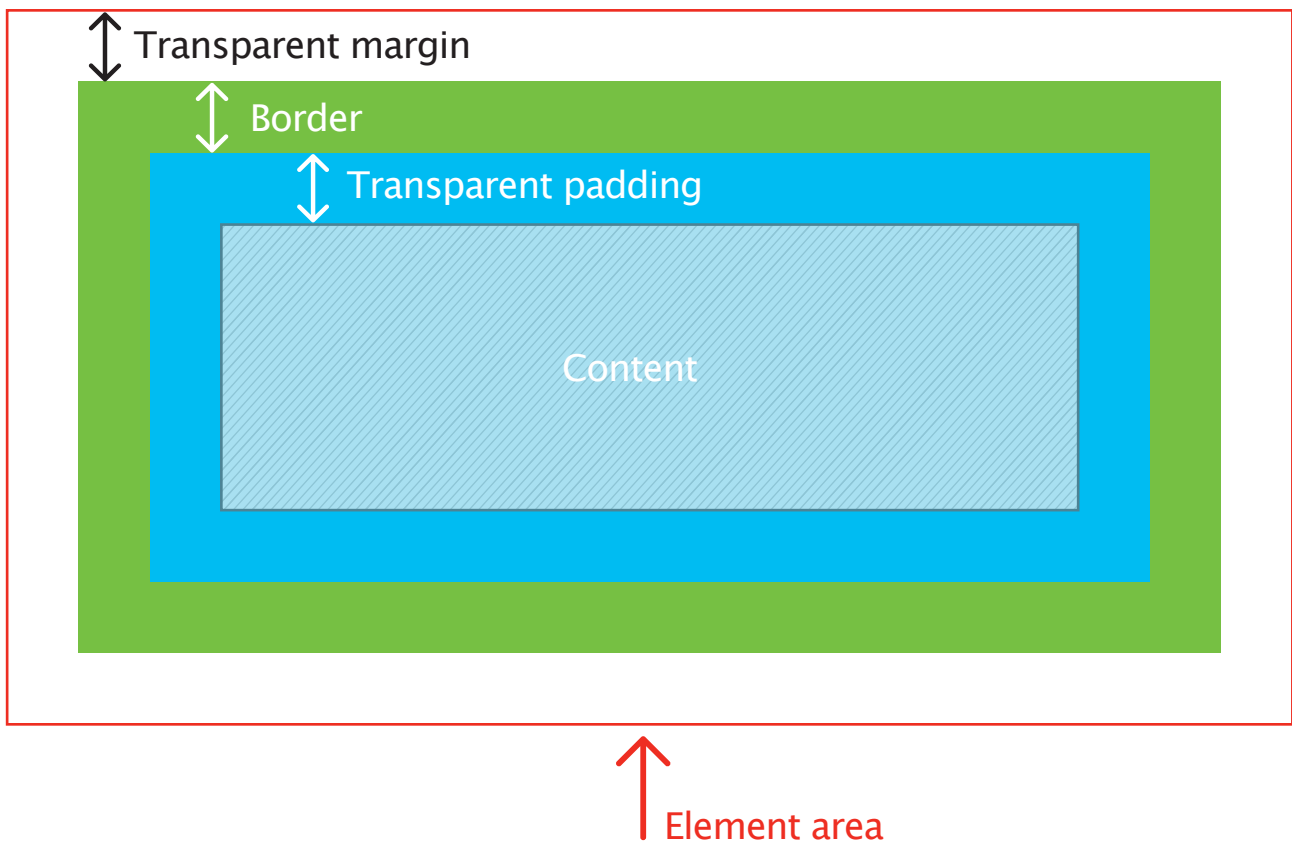 Transparent margin
Border
Transparent padding
Content
Element area